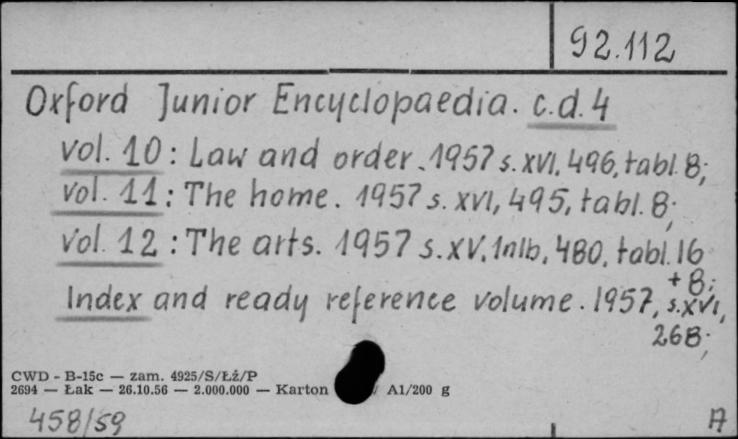 92.112
Oxford Junior Encyclopaedia. c.d. 4
vol. 10: Law and order. 1957 s. XVI, 496, tabl. 8;
vol. 11: The home. 1957 s. XVI, 495, tabl. 8;
vol. 12: The arts. 1957 s. XV, 1nlb, 480, tabl. 16
+ 8;
Index and ready reference volume. 1957, s. XVI,
268;
CWD - B-15c — zam. 4925/S/Łź/P
2694 — Łak — 26.10.56 — 2.000.000 — Karton A1/200 g
458/59
A